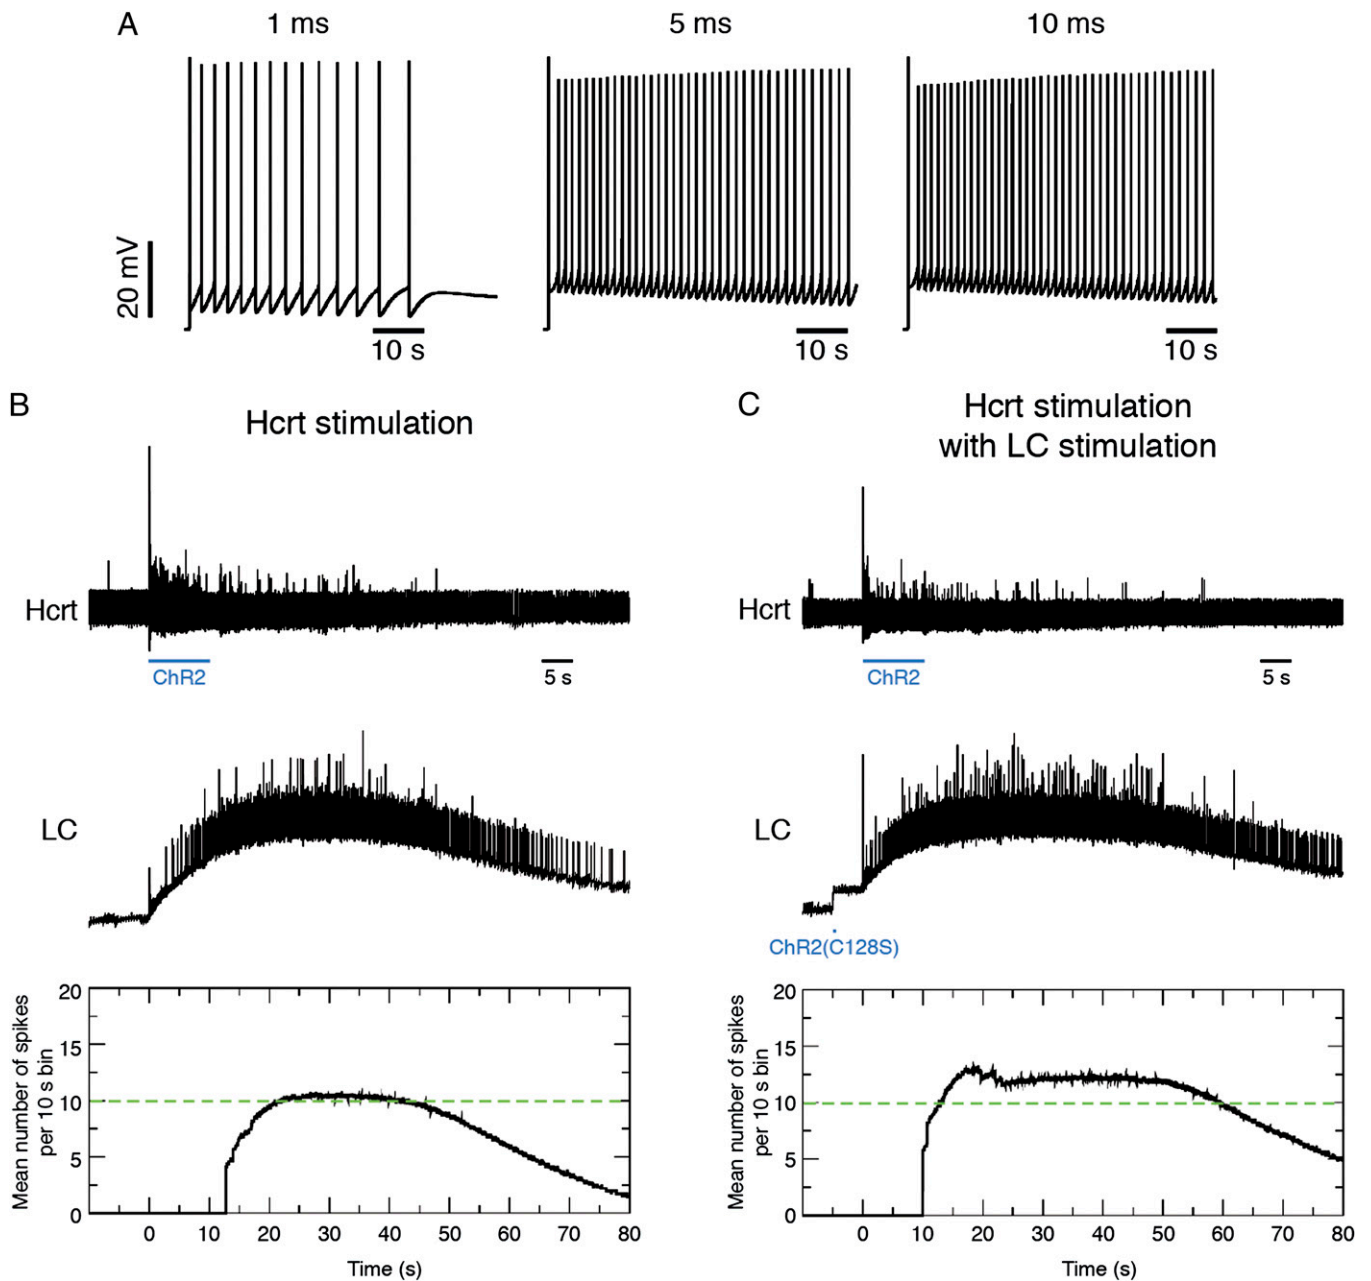 A
1 ms
5 ms
10 ms
20 mV
10 s
10 s
10 s
B
Hcrt stimulation
Hcrt
ChR2
5 s
LC
Mean number of spikes
per 10 s bin
20
15
10
5
0
0 10 20 30 40 50 60 70 80
Time (s)
C
Hcrt stimulation
with LC stimulation
Hcrt
ChR2
5 s
LC
ChR2(C128S)
Mean number of spikes
per 10 s bin
20
15
10
5
0
0 10 20 30 40 50 60 70 80
Time (s)